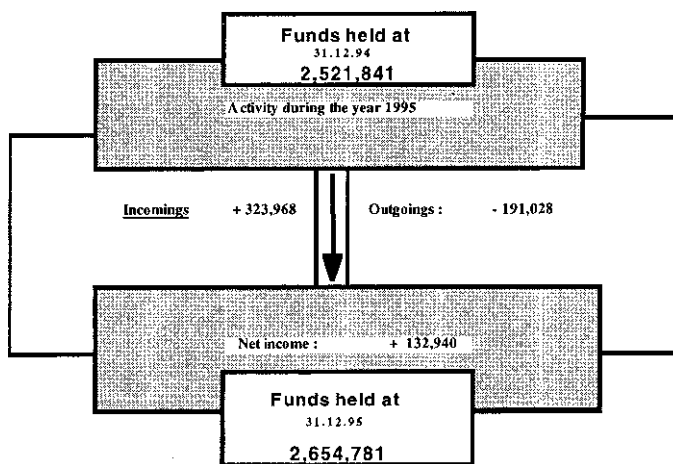 Funds held at
31.12.94
2,521,841
Activity during the year 1995
Incomings + 323,968 Outgoings : - 191,028
Net income : + 132,940
Funds held at
31.12.95
2,654,781